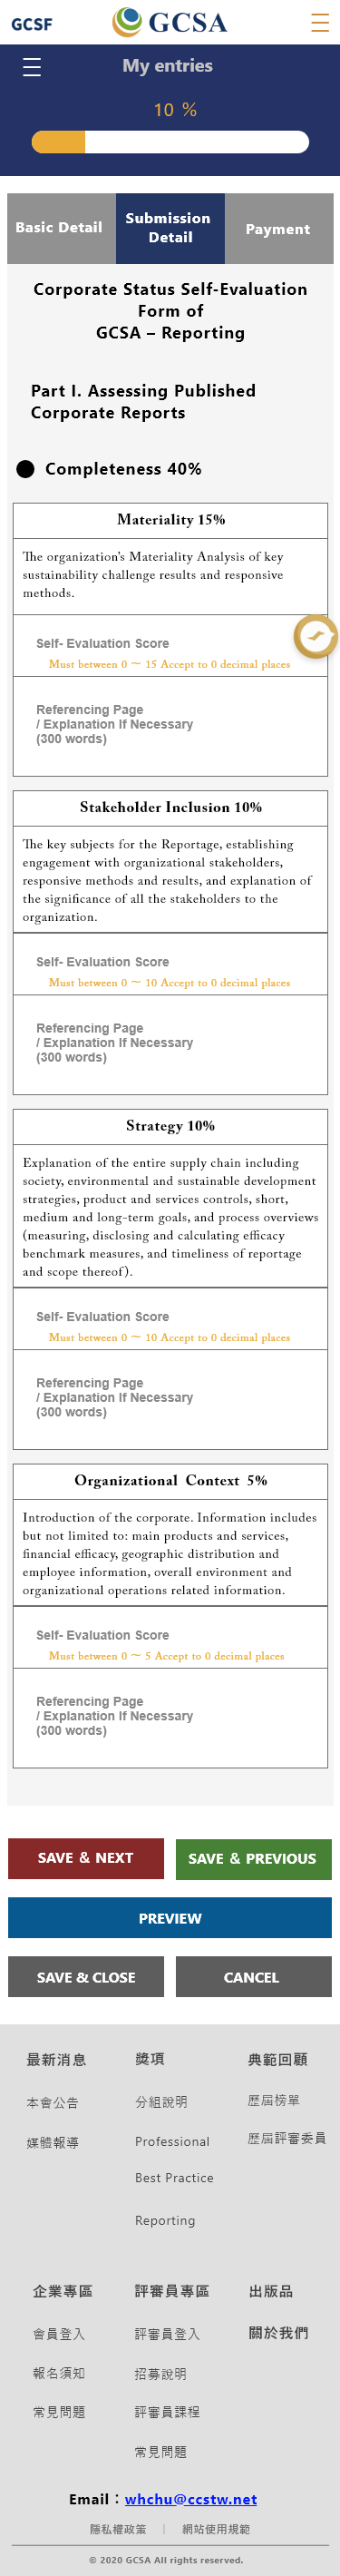 GCSF
GCSA
My entries
10 %
Basic Detail
Submission
Detail
Payment
Corporate Status Self-Evaluation
Form of
GCSA – Reporting
Part I. Assessing Published
Corporate Reports
● Completeness 40%
Materiality 15%
The organization's Materiality Analysis of key
sustainability challenge results and responsive
methods.
Self- Evaluation Score
Must between 0 ~ 15 Accept to 0 decimal places
Referencing Page
/ Explanation If Necessary
(300 words)
Stakeholder Inclusion 10%
The key subjects for the Reportage, establishing
engagement with organizational stakeholders,
responsive methods and results, and explanation of
the significance of all the stakeholders to the
organization.
Self- Evaluation Score
Must between 0 ~ 10 Accept to 0 decimal places
Referencing Page
/ Explanation If Necessary
(300 words)
Strategy 10%
Explanation of the entire supply chain including
society, environmental and sustainable development
strategies, product and services controls, short,
medium and long-term goals, and process overviews
(measuring, disclosing and calculating efficacy
benchmark measures, and timeliness of reportage
and scope thereof).
Self- Evaluation Score
Must between 0 ~ 10 Accept to 0 decimal places
Referencing Page
/ Explanation If Necessary
(300 words)
Organizational Context 5%
Introduction of the corporate. Information includes
but not limited to: main products and services,
financial efficacy, geographic distribution and
employee information, overall environment and
organizational operations related information.
Self- Evaluation Score
Must between 0 ~ 5 Accept to 0 decimal places
Referencing Page
/ Explanation If Necessary
(300 words)
SAVE & NEXT
SAVE & PREVIOUS
PREVIEW
SAVE & CLOSE
CANCEL
最新消息
本會公告
媒體報導
獎項
分組說明
Professional
Best Practice
Reporting
典範回顧
歷屆榜單
歷屆評審委員
企業專區
會員登入
報名須知
常見問題
評審員專區
評審員登入
招募說明
評審員課程
常見問題
出版品
關於我們
Email：whchu@ccstw.net
隱私權政策 | 網站使用規範
© 2020 GCSA All rights reserved.